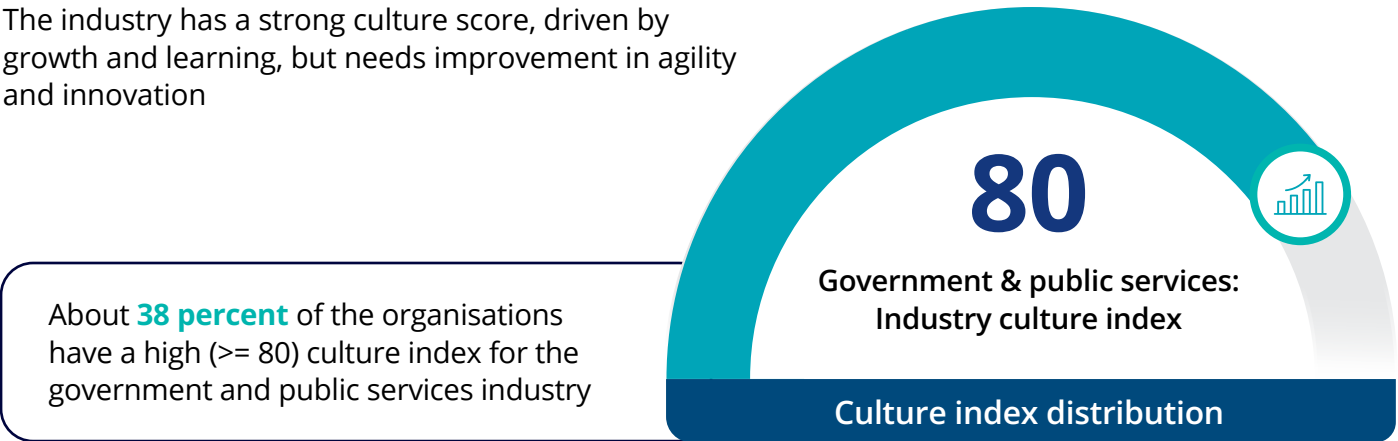 The industry has a strong culture score, driven by
growth and learning, but needs improvement in agility
and innovation
80
Government & public services:
Industry culture index
About 38 percent of the organisations
have a high (>= 80) culture index for the
government and public services industry
Culture index distribution